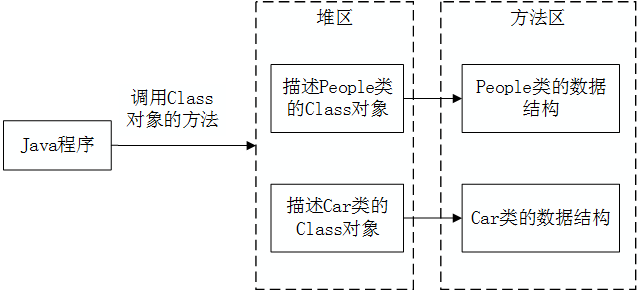 堆区
方法区
调用Class
对象的方法
Java程序
描述People类
的Class对象
People类的数据
结构
描述Car类的
Class对象
Car类的数据结构